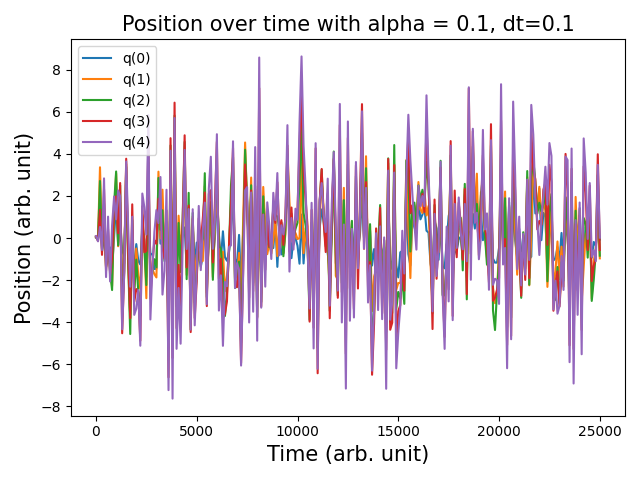 Position over time with alpha = 0.1, dt=0.1
q(0)
q(1)
q(2)
q(3)
q(4)
8
6
4
2
0
−2
−4
−6
−8
Position (arb. unit)
0 5000 10000 15000 20000 25000
Time (arb. unit)